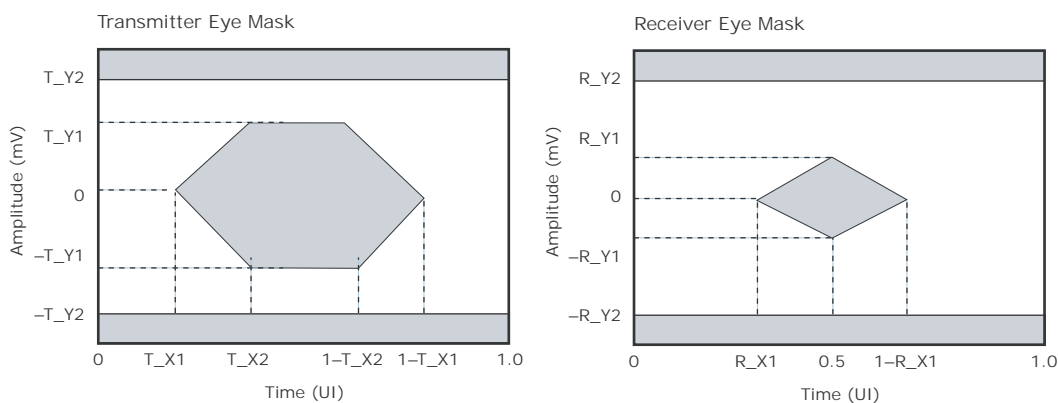 Transmitter Eye Mask
Amplitude (mV)
T_Y2
T_Y1
0
–T_Y1
–T_Y2
0
T_X1
T_X2
1–T_X2
1–T_X1
1.0
Time (UI)
Receiver Eye Mask
Amplitude (mV)
R_Y2
R_Y1
0
–R_Y1
–R_Y2
0
R_X1
0.5
1–R_X1
1.0
Time (UI)